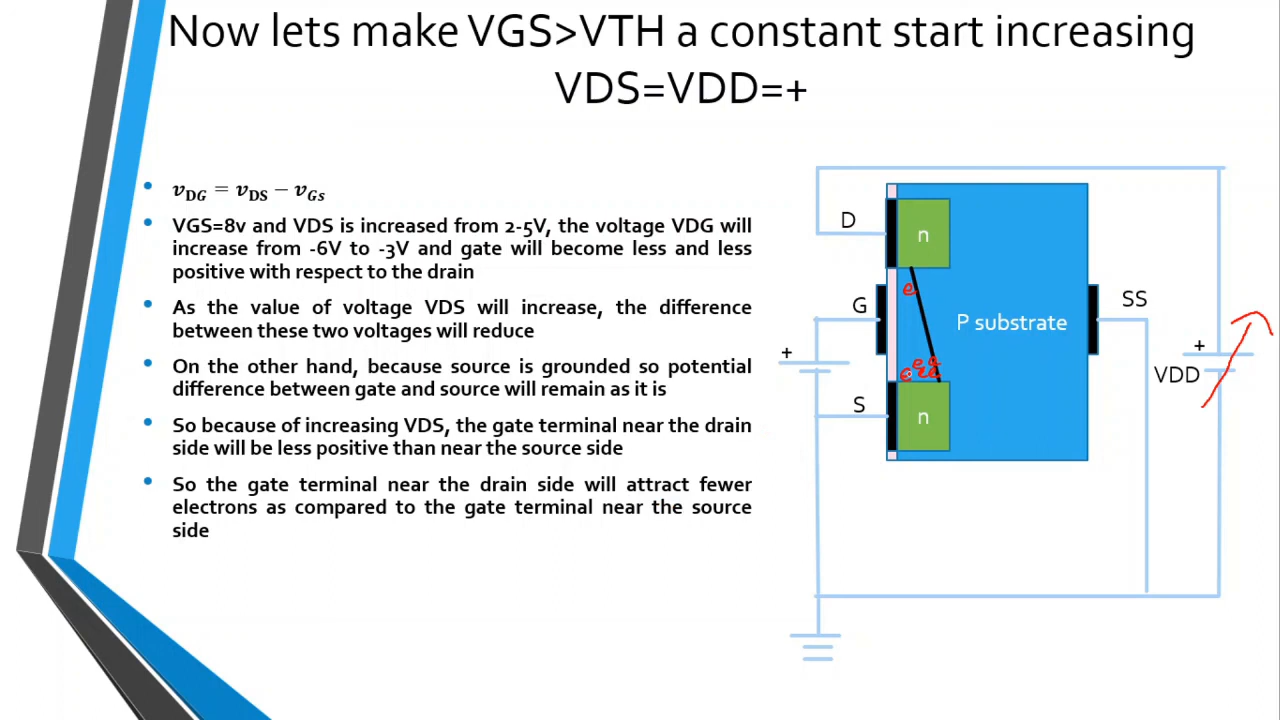 Now lets make VGS>VTH a constant start increasing
VDS=VDD=+
• v_DG = v_DS − v_Gs
• VGS=8v and VDS is increased from 2-5V, the voltage VDG will
increase from -6V to -3V and gate will become less and less
positive with respect to the drain
• As the value of voltage VDS will increase, the difference
between these two voltages will reduce
• On the other hand, because source is grounded so potential
difference between gate and source will remain as it is
• So because of increasing VDS, the gate terminal near the drain
side will be less positive than near the source side
• So the gate terminal near the drain side will attract fewer
electrons as compared to the gate terminal near the source
side
D
n
e
G
P substrate
SS
+
+
VDD
e
S
n